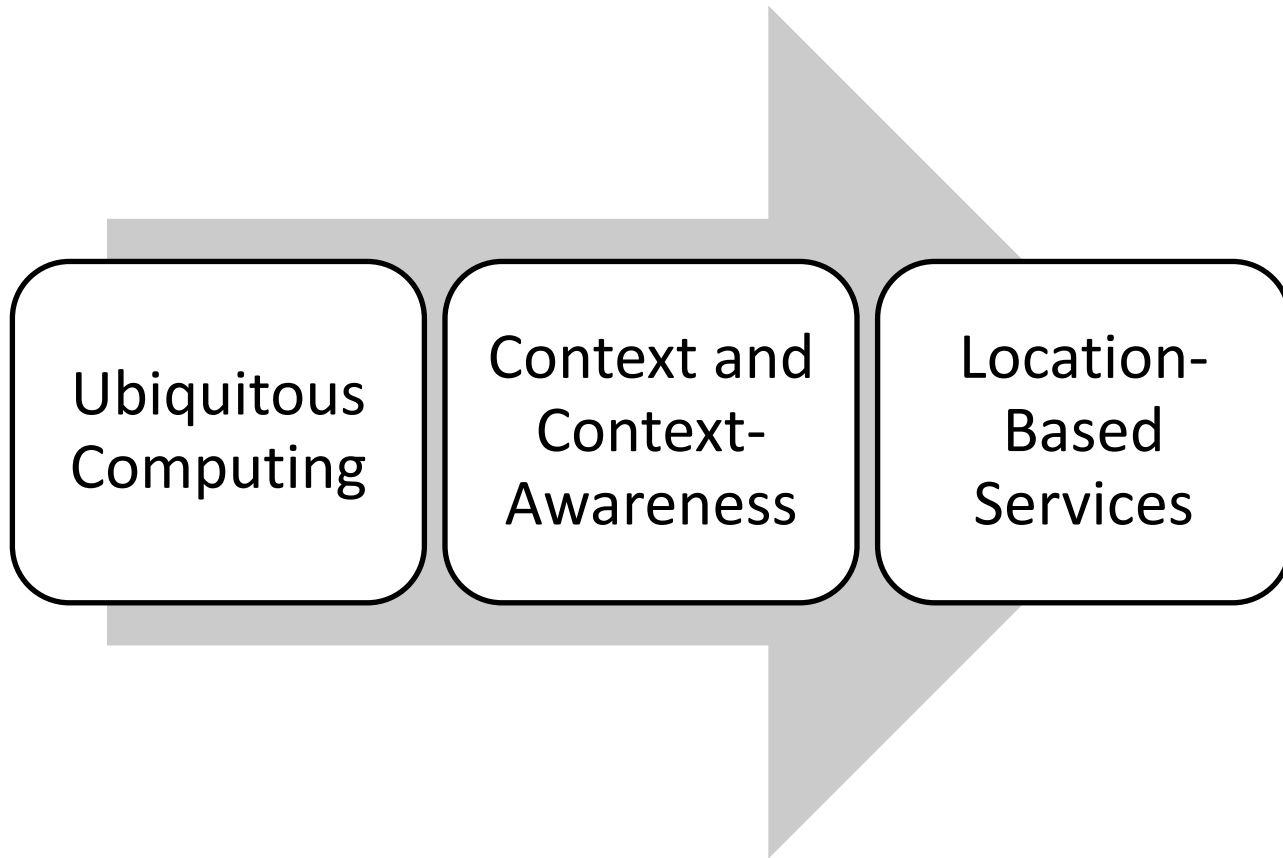 Ubiquitous
Computing
Context and
Context-
Awareness
Location-
Based
Services